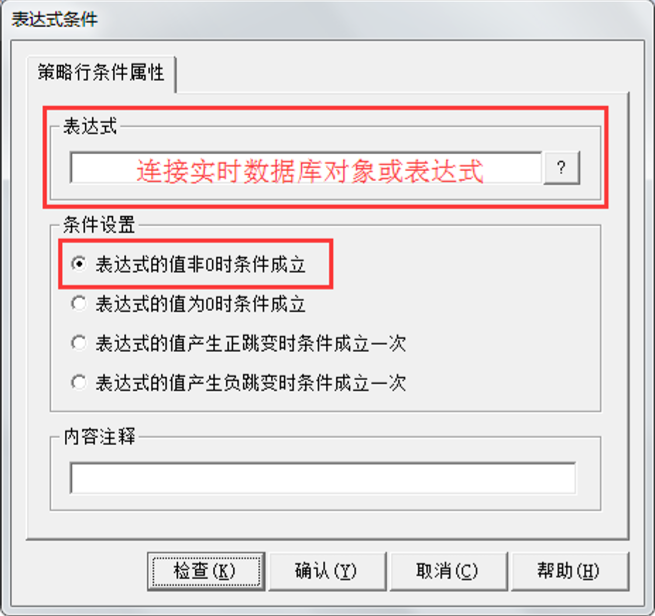 表达式条件
策略行条件属性
表达式
连接实时数据库对象或表达式
?
条件设置
表达式的值非0时条件成立
表达式的值为0时条件成立
表达式的值产生正跳变时条件成立一次
表达式的值产生负跳变时条件成立一次
内容注释
检查(K) 确认(Y) 取消(C) 帮助(H)